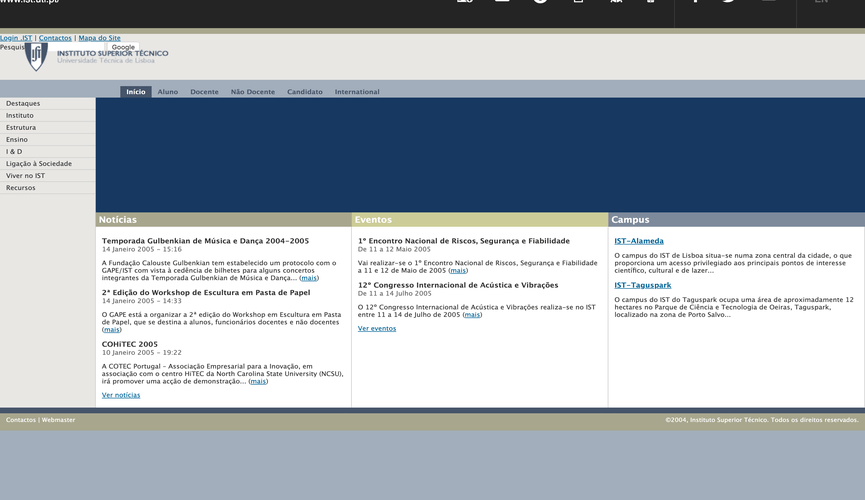 www.ist.utl.pt/
EN
Login .IST | Contactos | Mapa do Site
Google
INSTITUTO SUPERIOR TÉCNICO
Universidade Técnica de Lisboa
Início Aluno Docente Não Docente Candidato International
Destaques
Instituto
Estrutura
Ensino
I & D
Ligação à Sociedade
Viver no IST
Recursos
Notícias
Temporada Gulbenkian de Música e Dança 2004-2005
14 Janeiro 2005 - 15:16
A Fundação Calouste Gulbenkian tem estabelecido um protocolo com o
GAPE/IST com vista à cedência de bilhetes para alguns concertos
integrantes da Temporada Gulbenkian de Música e Dança... (mais)
2ª Edição do Workshop de Escultura em Pasta de Papel
14 Janeiro 2005 - 14:33
O GAPE está a organizar a 2ª edição do Workshop em Escultura em Pasta
de Papel, que se destina a alunos, funcionários docentes e não docentes
(mais)
COHiTEC 2005
10 Janeiro 2005 - 19:22
A COTEC Portugal - Associação Empresarial para a Inovação, em
associação com o centro HiTEC da North Carolina State University (NCSU),
irá promover uma acção de demonstração... (mais)
Ver notícias
Eventos
1º Encontro Nacional de Riscos, Segurança e Fiabilidade
De 11 a 12 Maio 2005
Vai realizar-se o 1º Encontro Nacional de Riscos, Segurança e Fiabilidade
a 11 e 12 de Maio de 2005 (mais)
12º Congresso Internacional de Acústica e Vibrações
De 11 a 14 Julho 2005
O 12º Congresso Internacional de Acústica e Vibrações realiza-se no IST
entre 11 a 14 de Julho de 2005 (mais)
Ver eventos
Campus
IST-Alameda
O campus do IST de Lisboa situa-se numa zona central da cidade, o que
proporciona um acesso privilegiado aos principais pontos de interesse
científico, cultural e de lazer...
IST-Taguspark
O campus do IST do Taguspark ocupa uma área de aproximadamente 12
hectares no Parque de Ciência e Tecnologia de Oeiras, Taguspark,
localizado na zona de Porto Salvo...
Contactos | Webmaster
©2004, Instituto Superior Técnico. Todos os direitos reservados.